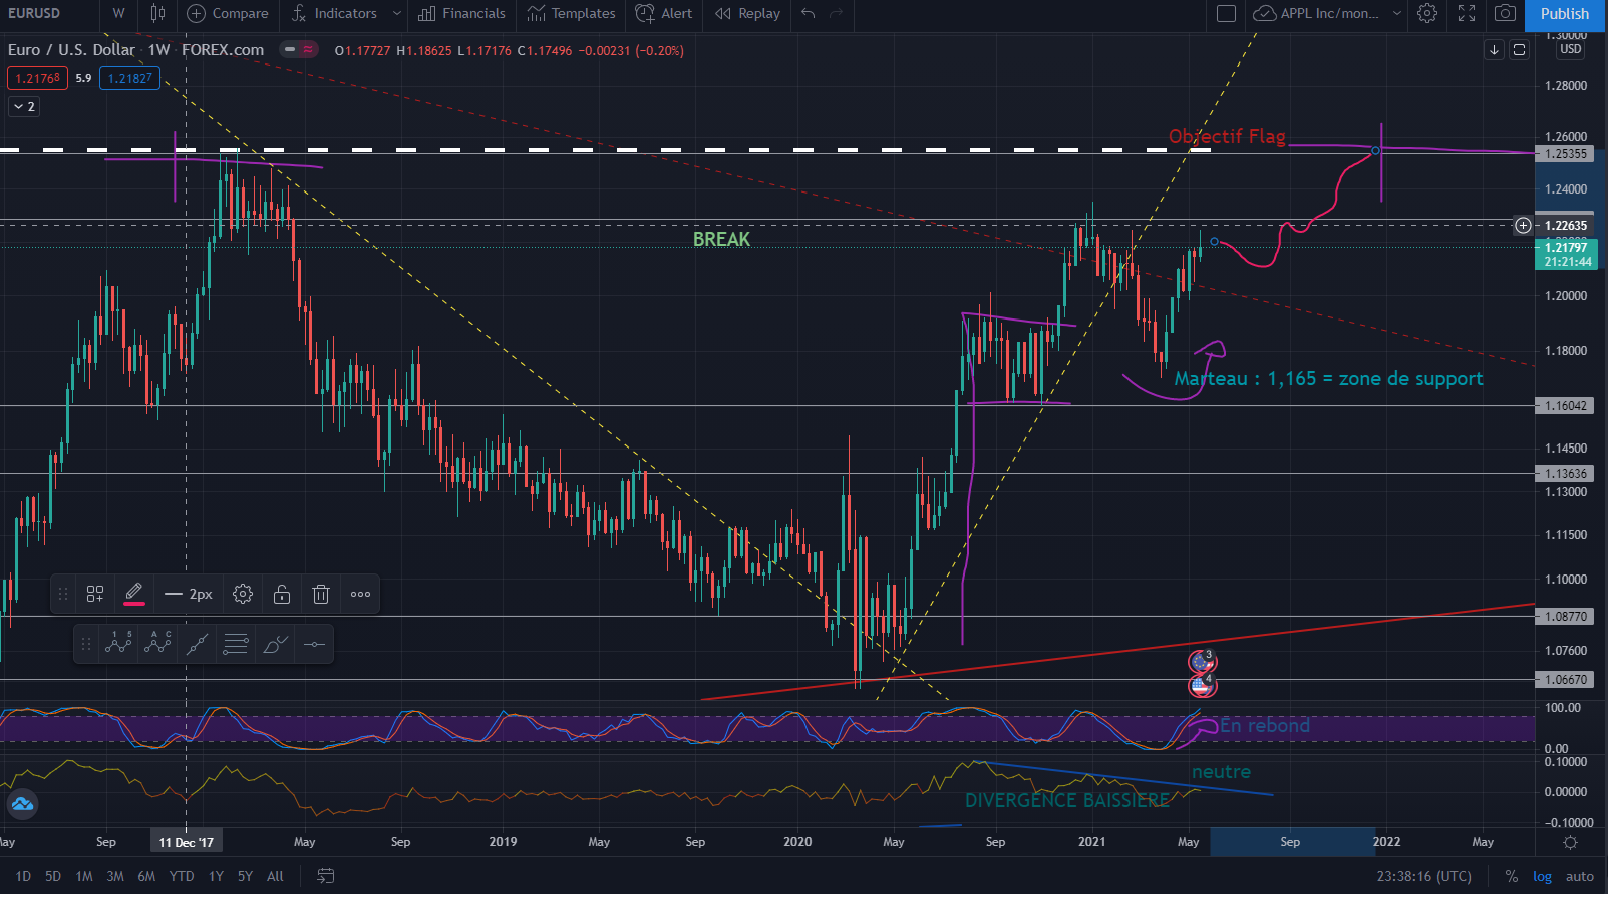 EURUSD W Compare Indicators Financials Templates Alert Replay APPL Inc/mon... Publish
Euro / U.S. Dollar · 1W · FOREX.com O1.17727 H1.18625 L1.17176 C1.17496 −0.00231 (−0.20%)
1.21768 5.9 1.21827
2
1.30000
USD
1.28000
1.26000
Objectif Flag
1.25355
1.24000
1.22635
BREAK
1.21797
21:21:44
1.20000
1.18000
Marteau : 1,165 = zone de support
1.16042
1.14500
1.13636
1.13000
1.11500
1.10000
2px
1.08770
1 5 A C
1.07600
3
4
1.06670
100.00
En rebond
0.00
0.10000
neutre
0.00000
DIVERGENCE BAISSIERE
−0.10000
May Sep 11 Dec '17 May Sep 2019 May Sep 2020 May Sep 2021 May Sep 2022 May
1D 5D 1M 3M 6M YTD 1Y 5Y All 23:38:16 (UTC) % log auto